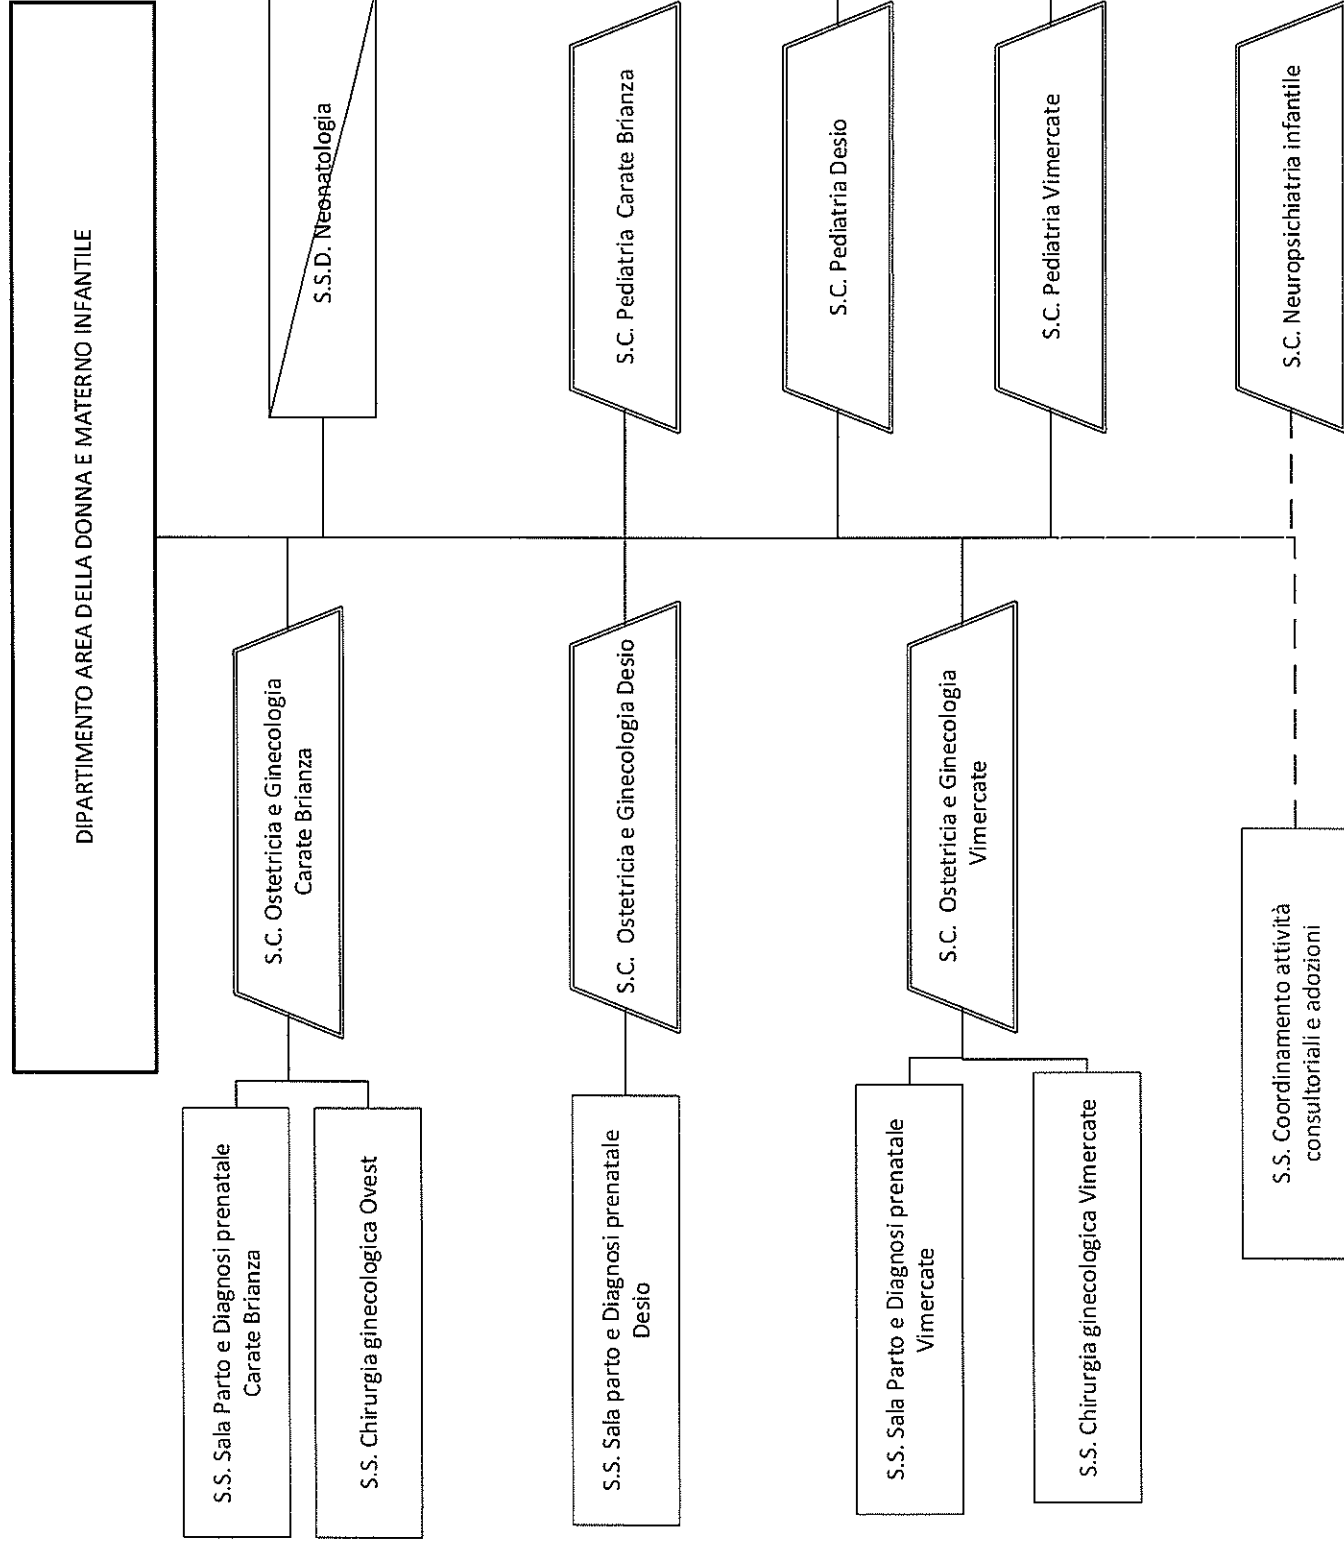 DIPARTIMENTO AREA DELLA DONNA E MATERNO INFANTILE
S.S. Sala Parto e Diagnosi prenatale
Carate Brianza
S.S. Chirurgia ginecologica Ovest
S.C. Ostetricia e Ginecologia
Carate Brianza
S.S.D. Neonatologia
S.S. Sala parto e Diagnosi prenatale
Desio
S.C. Ostetricia e Ginecologia Desio
S.C. Pediatria Carate Brianza
S.C. Pediatria Desio
S.S. Sala Parto e Diagnosi prenatale
Vimercate
S.S. Chirurgia ginecologica Vimercate
S.C. Ostetricia e Ginecologia
Vimercate
S.C. Pediatria Vimercate
S.S. Coordinamento attività
consultoriali e adozioni
S.C. Neuropsichiatria infantile